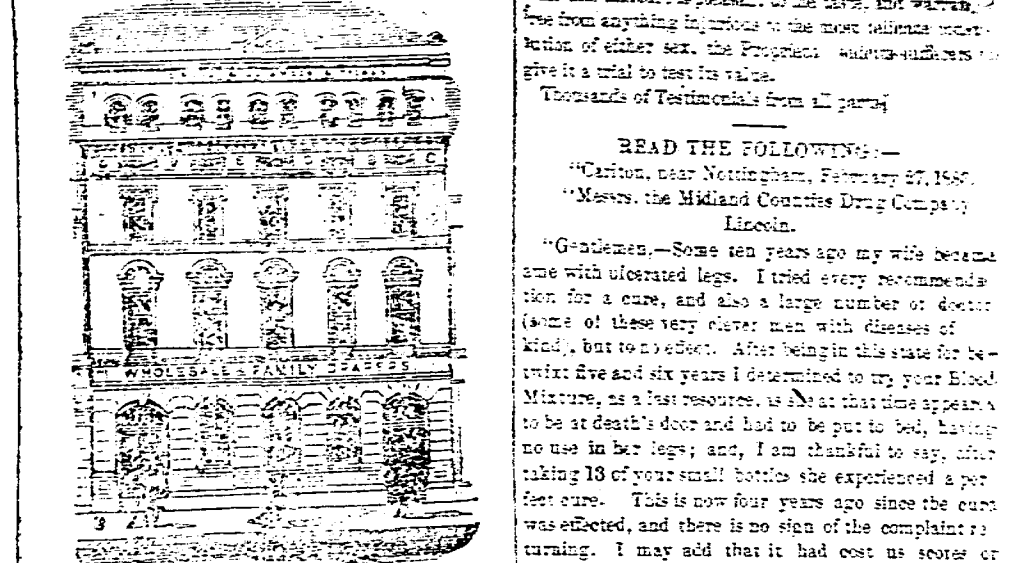 WHOLESALE & FAMILY DRAPERS
free from anything injurious to the most delicate
of either sex, the
give it a trial to test its value.
Thousands of Testimonials from all parts
READ THE FOLLOWING:—
"Carlton, near Nottingham, February 27,
"Messrs. the Midland Counties Drug Company
Lincoln.
"Gentlemen,—Some ten years ago my wife became
ame with ulcerated legs. I tried every recommenda-
tion for a cure, and also a large number of doctor
(some of these very clever men with diseases of
kind), but to no effect. After being in this state for be-
twixt five and six years I determined to try your Blood
Mixture, as a last resource, as she at that time appeared
to be at death's door and had to be put to bed, having
no use in her legs; and, I am thankful to say, after
taking 13 of your small bottles she experienced a per
fect cure. This is now four years ago since the cure
was effected, and there is no sign of the complaint re
turning. I may add that it had cost us scores of